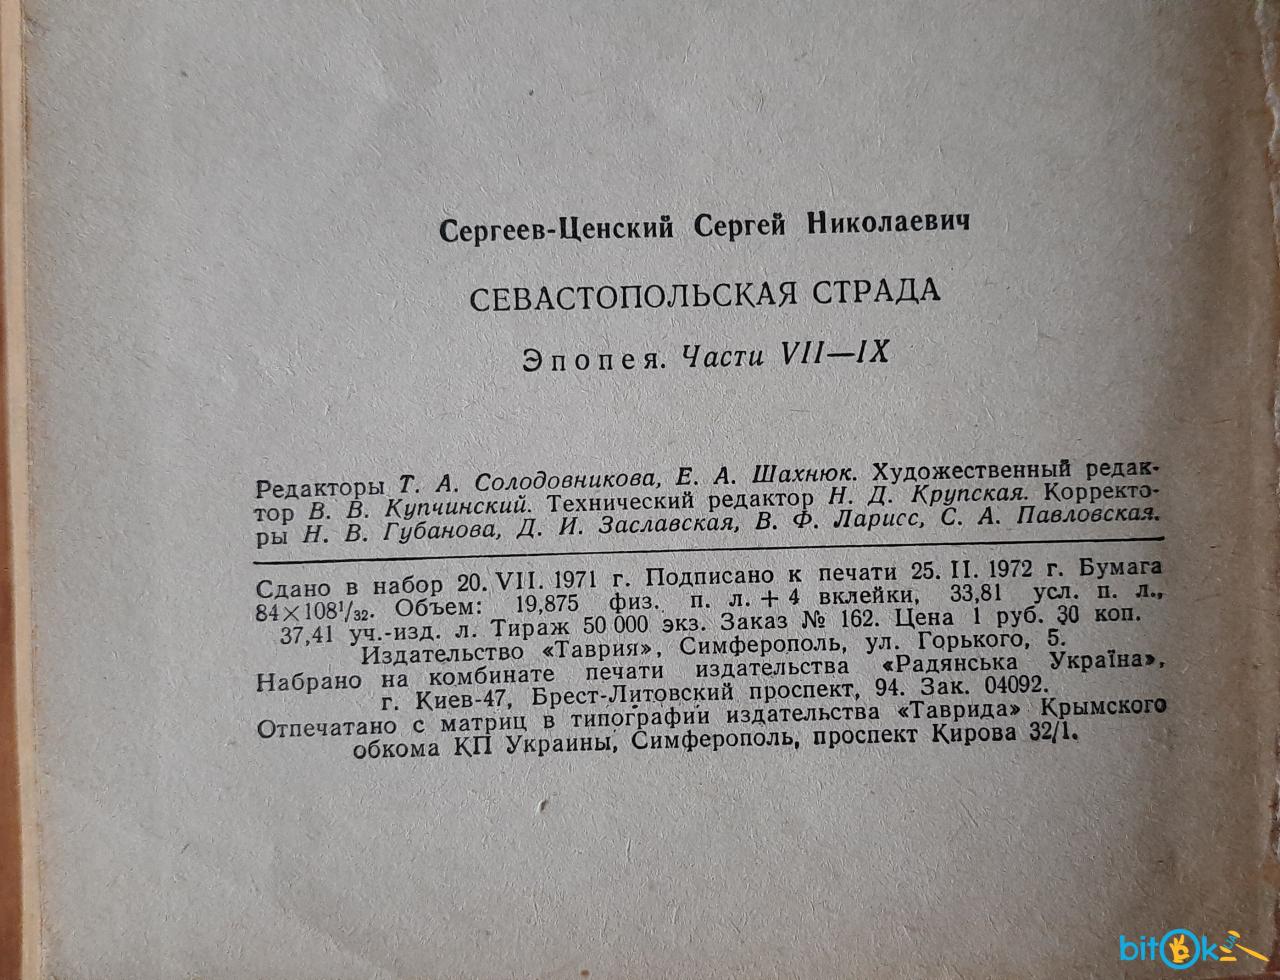 Сергеев-Ценский Сергей Николаевич
СЕВАСТОПОЛЬСКАЯ СТРАДА
Эпопея. Части VII—IX
Редакторы Т. А. Солодовникова, Е. А. Шахнюк. Художественный редак-
тор В. В. Купчинский. Технический редактор Н. Д. Крупская. Корректо-
ры Н. В. Губанова, Д. И. Заславская, В. Ф. Ларисс, С. А. Павловская.
Сдано в набор 20. VII. 1971 г. Подписано к печати 25. II. 1972 г. Бумага
84×108¹/₃₂. Объем: 19,875 физ. п. л. + 4 вклейки, 33,81 усл. п. л.,
37,41 уч.-изд. л. Тираж 50 000 экз. Заказ № 162. Цена 1 руб. 30 коп.
Издательство «Таврия», Симферополь, ул. Горького, 5.
Набрано на комбинате печати издательства «Радянська Україна»,
г. Киев-47, Брест-Литовский проспект, 94. Зак. 04092.
Отпечатано с матриц в типографии издательства «Таврида» Крымского
обкома КП Украины, Симферополь, проспект Кирова 32/1.
bitok.ua